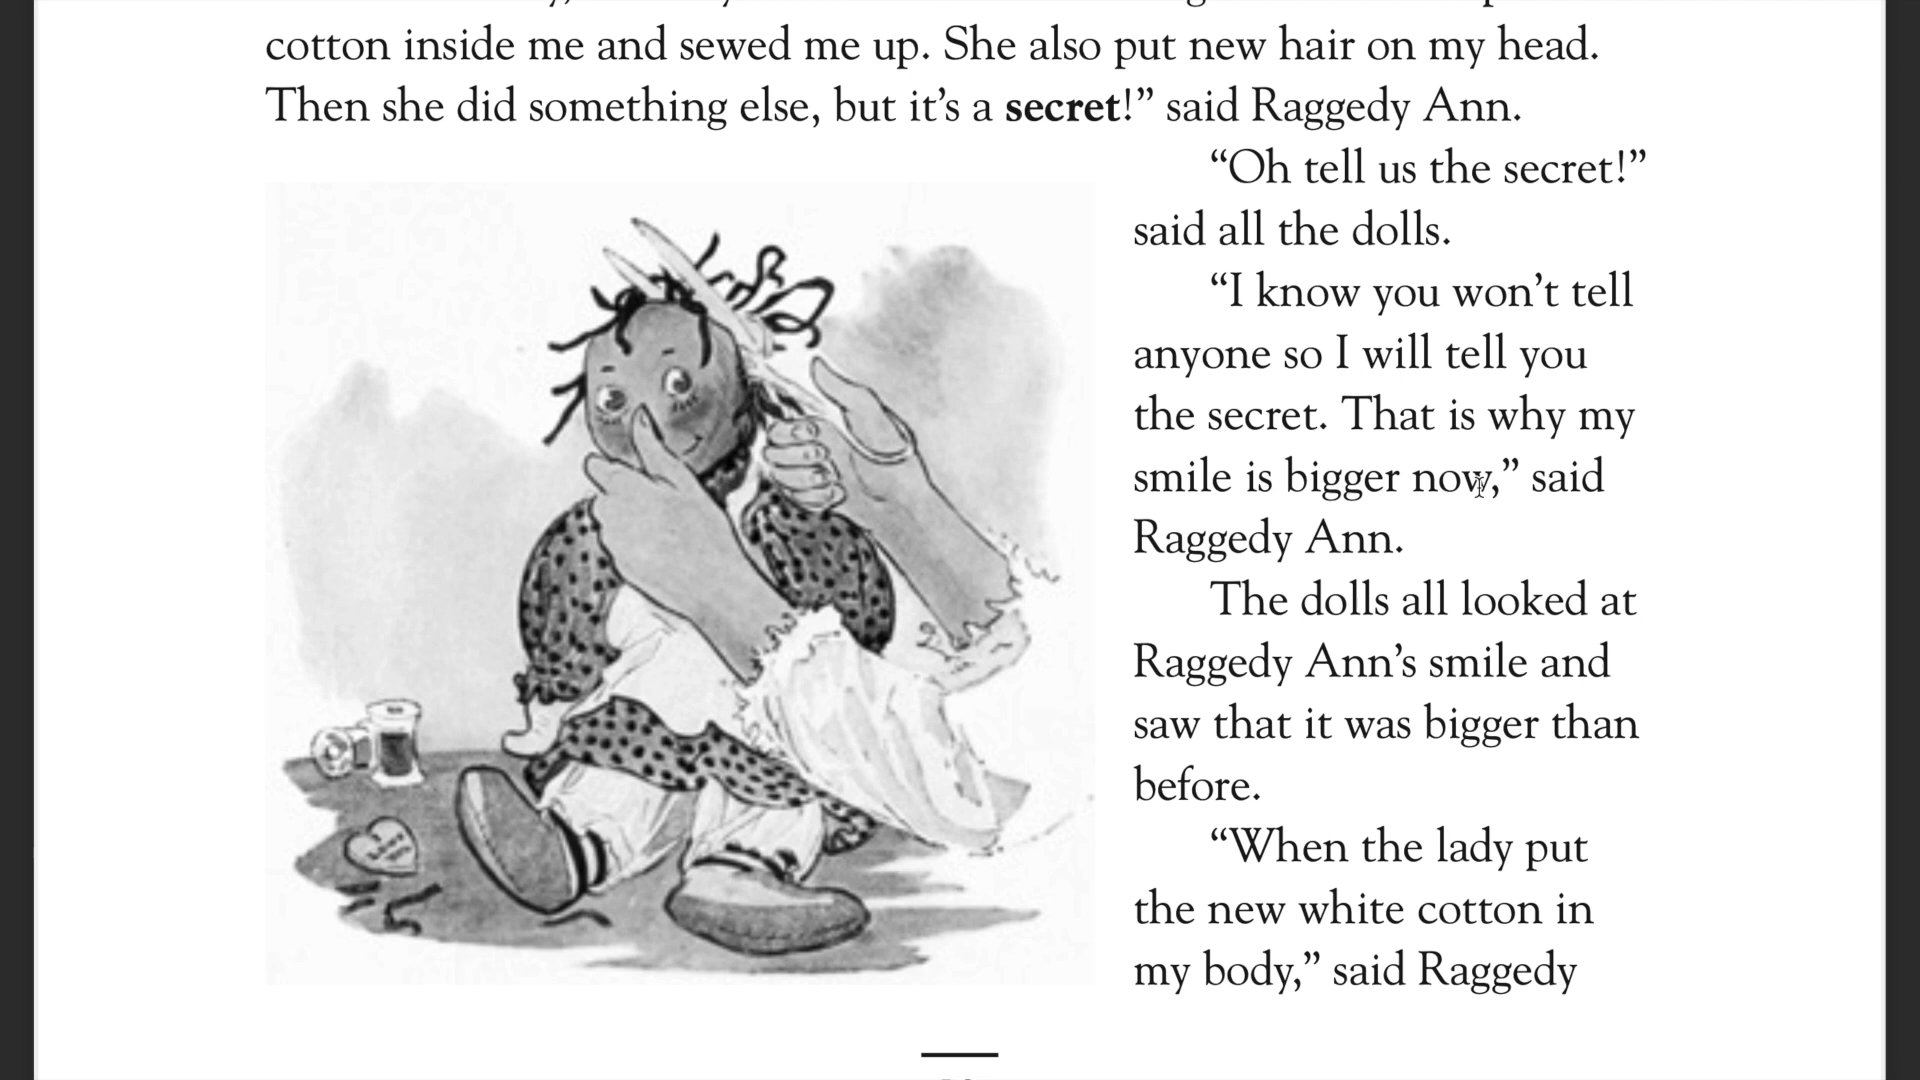 cotton inside me and sewed me up. She also put new hair on my head.
Then she did something else, but it’s a secret!” said Raggedy Ann.
“Oh tell us the secret!”
said all the dolls.
“I know you won’t tell
anyone so I will tell you
the secret. That is why my
smile is bigger now,” said
Raggedy Ann.
The dolls all looked at
Raggedy Ann’s smile and
saw that it was bigger than
before.
“When the lady put
the new white cotton in
my body,” said Raggedy